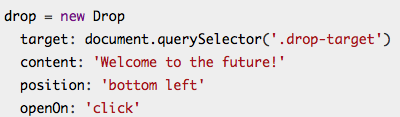 drop = new Drop
  target: document.querySelector('.drop-target')
  content: 'Welcome to the future!'
  position: 'bottom left'
  openOn: 'click'